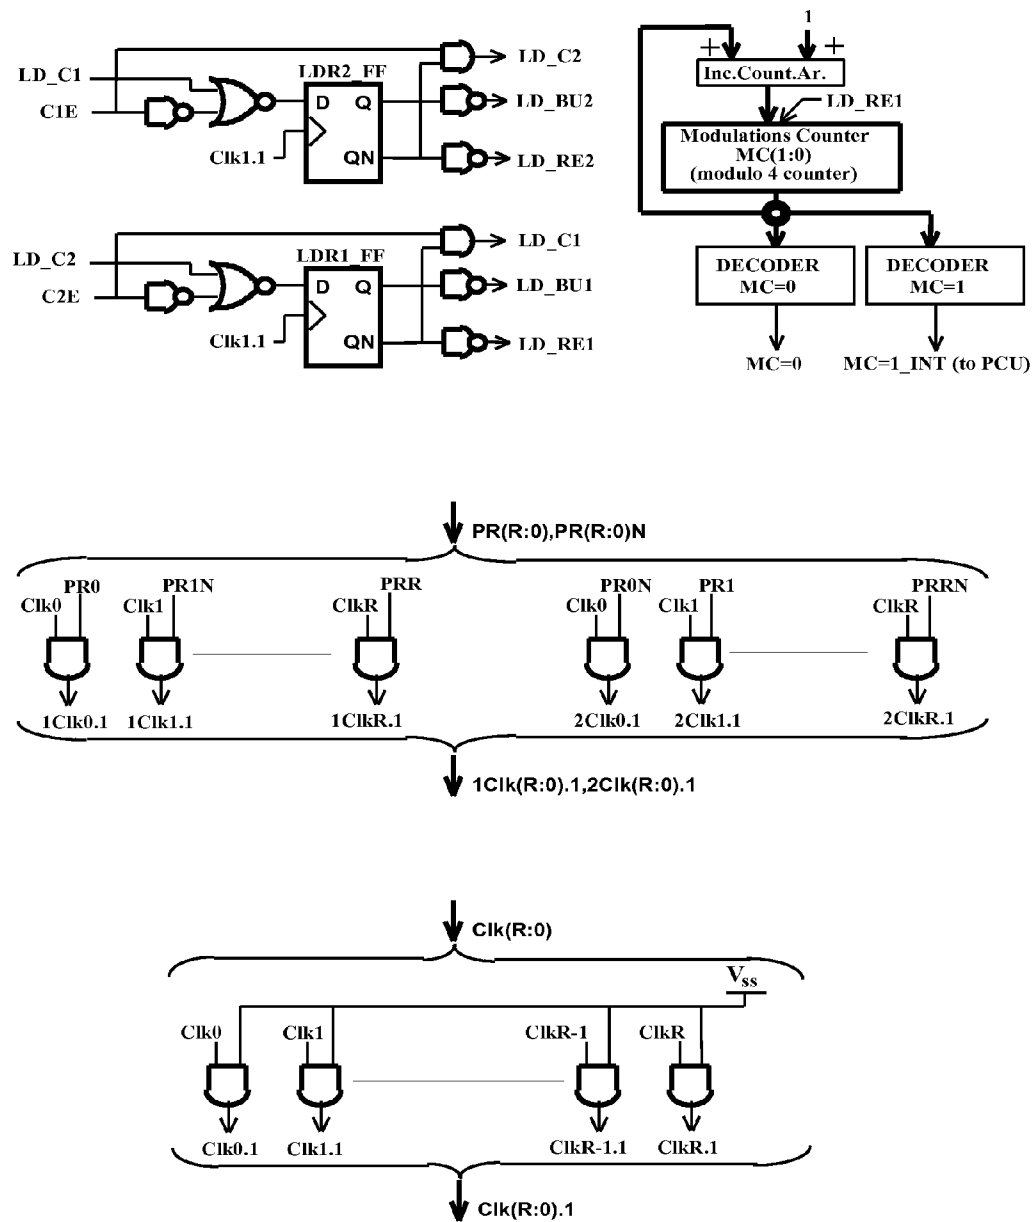 LD_C1
C1E
Clk1.1
LDR2_FF
D
Q
QN
LD_C2
LD_BU2
LD_RE2
LD_C2
C2E
Clk1.1
LDR1_FF
D
Q
QN
LD_C1
LD_BU1
LD_RE1
1
+
+
Inc.Count.Ar.
LD_RE1
Modulations Counter
MC(1:0)
(modulo 4 counter)
DECODER
MC=0
DECODER
MC=1
MC=0
MC=1_INT (to PCU)
PR(R:0),PR(R:0)N
Clk0 PR0
Clk1 PR1N
ClkR PRR
Clk0 PR0N
Clk1 PR1
ClkR PRRN
1Clk0.1 1Clk1.1 1ClkR.1 2Clk0.1 2Clk1.1 2ClkR.1
1Clk(R:0).1,2Clk(R:0).1
Clk(R:0)
Vss
Clk0 Clk1 ClkR-1 ClkR
Clk0.1 Clk1.1 ClkR-1.1 ClkR.1
Clk(R:0).1